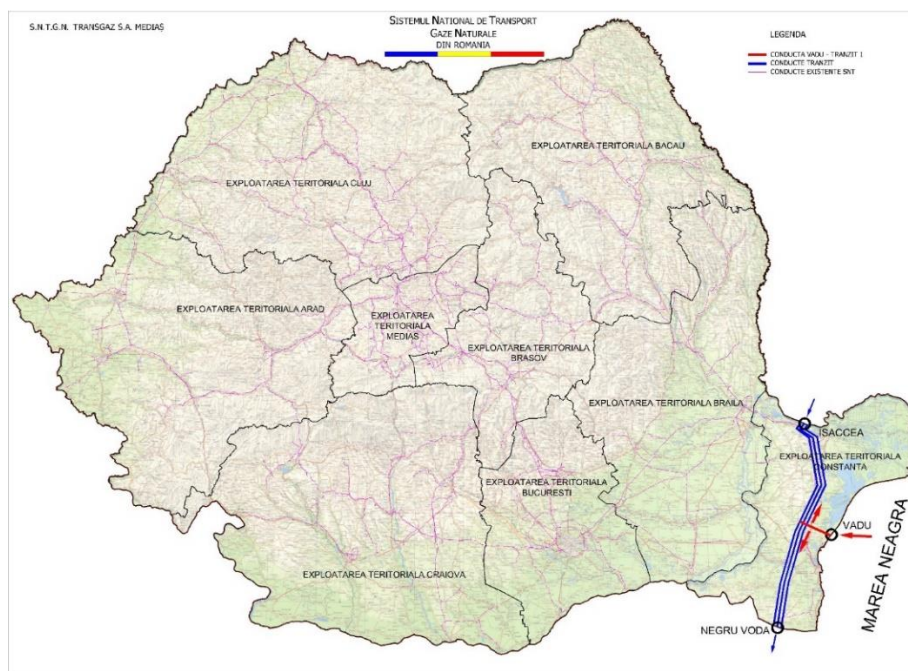 S.N.T.G.N. TRANSGAZ S.A. MEDIAȘ
SISTEMUL NATIONAL DE TRANSPORT
GAZE NATURALE
DIN ROMANIA
LEGENDA
CONDUCTA VADU - TRANZIT 1
CONDUCTE TRANZIT
CONDUCTE EXISTENTE SNT
EXPLOATAREA TERITORIALA BACAU
EXPLOATAREA TERITORIALA CLUJ
EXPLOATAREA TERITORIALA ARAD
EXPLOATAREA
TERITORIALA
MEDIAȘ
EXPLOATAREA TERITORIALA
BRASOV
EXPLOATAREA TERITORIALA BRAILA
ISACCEA
EXPLOATAREA TERITORIALA
CONSTANTA
EXPLOATAREA TERITORIALA
BUCURESTI
VADU
MAREA NEAGRA
EXPLOATAREA TERITORIALA CRAIOVA
NEGRU VODA